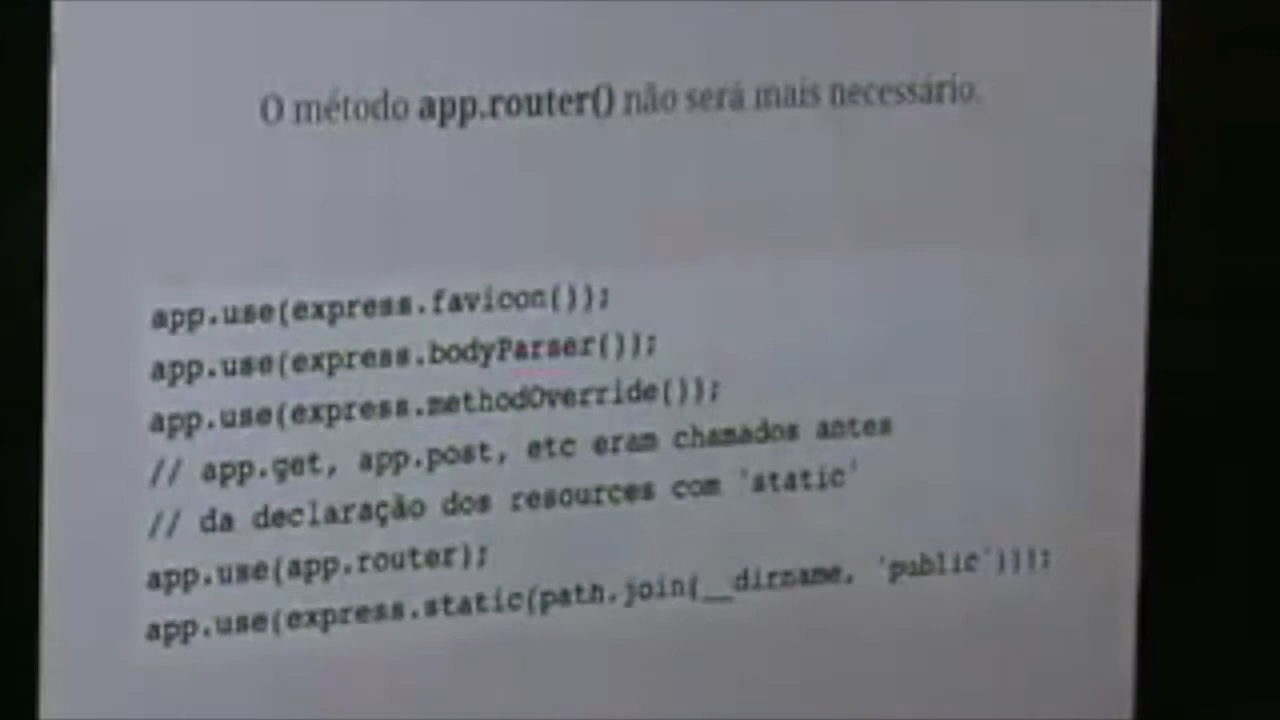 O método app.router() não será mais necessário.
app.use(express.favicon());
app.use(express.bodyParser());
app.use(express.methodOverride());
// app.get, app.post, etc eram chamados antes
// da declaração dos resources com 'static'
app.use(app.router);
app.use(express.static(path.join(__dirname, 'public')));